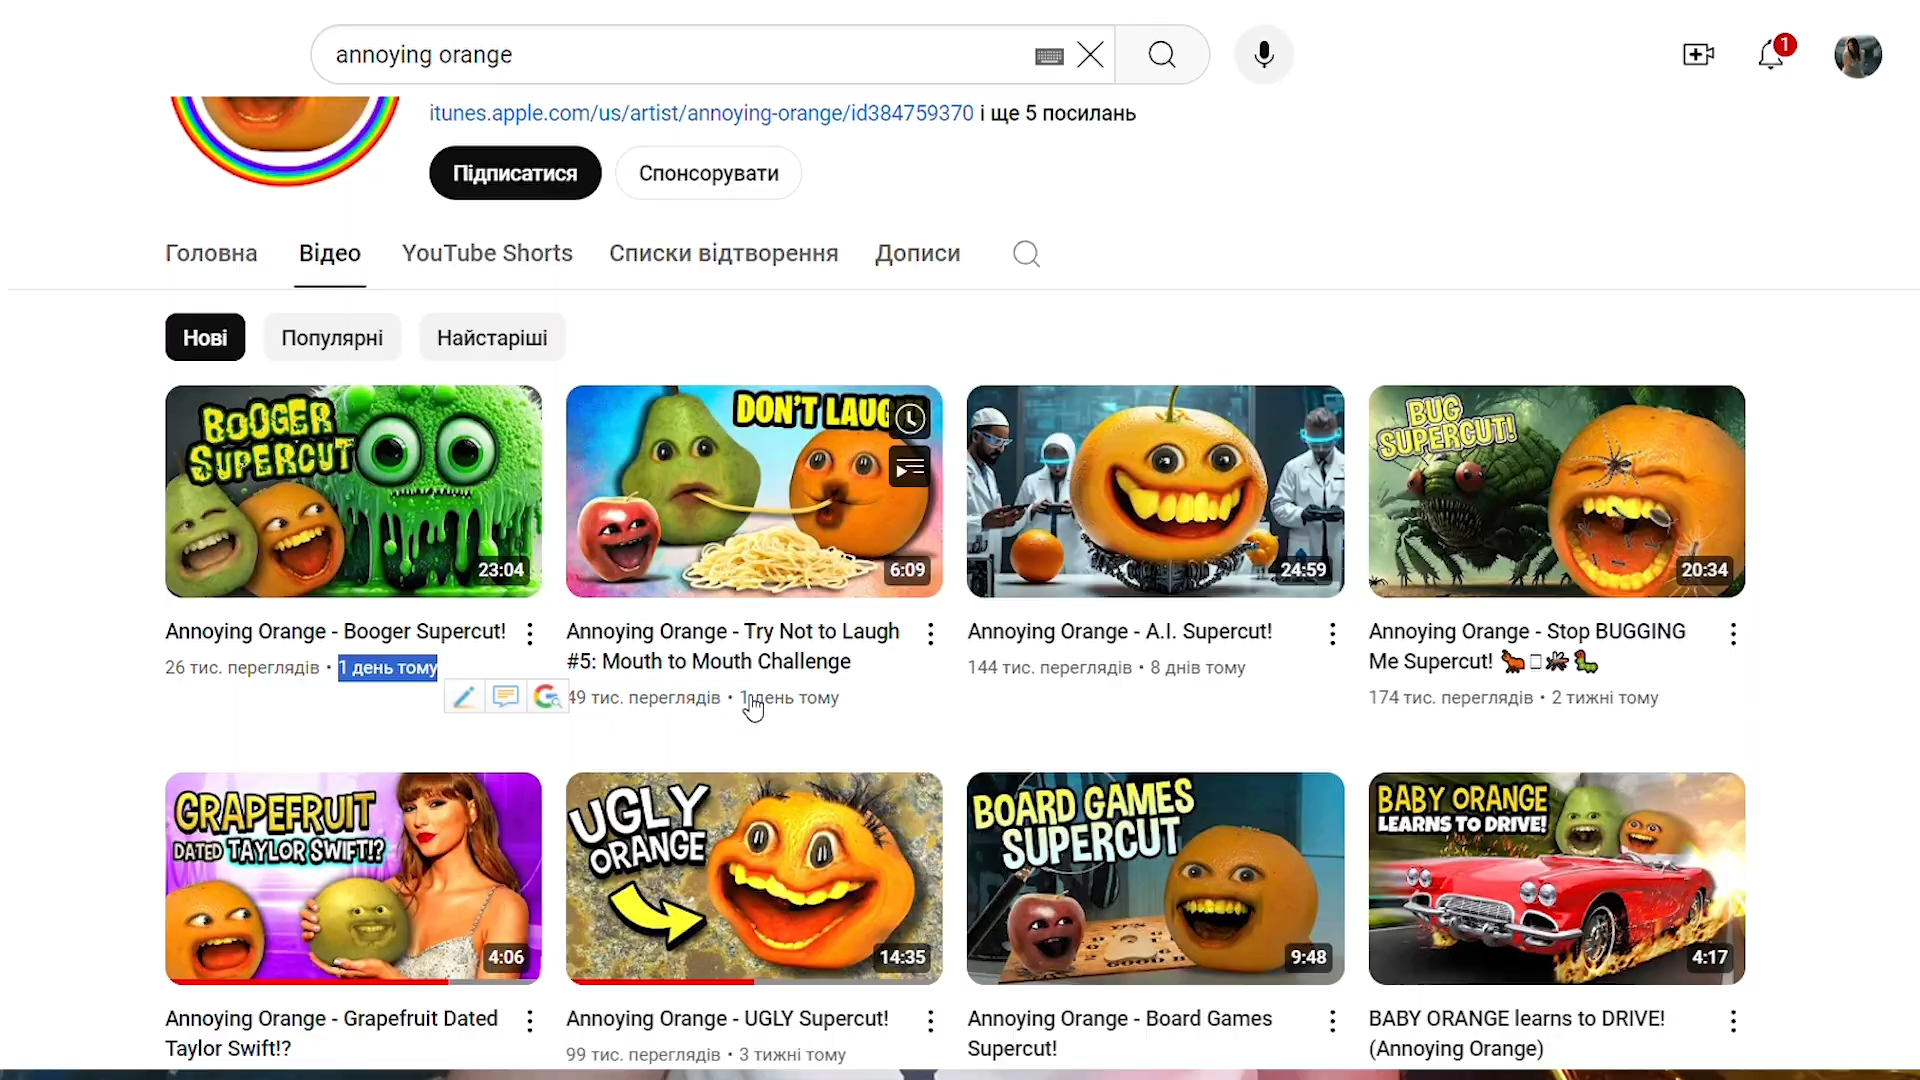 annoying orange
1
itunes.apple.com/us/artist/annoying-orange/id384759370 і ще 5 посилань
Підписатися
Спонсорувати
Головна
Відео
YouTube Shorts
Списки відтворення
Дописи
Нові
Популярні
Найстаріші
BOOGER
SUPERCUT
23:04
DON'T LAUG
6:09
24:59
BUG
SUPERCUT!
20:34
Annoying Orange - Booger Supercut!
26 тис. переглядів • 1 день тому
Annoying Orange - Try Not to Laugh
#5: Mouth to Mouth Challenge
49 тис. переглядів • 1 день тому
Annoying Orange - A.I. Supercut!
144 тис. переглядів • 8 днів тому
Annoying Orange - Stop BUGGING
Me Supercut! 🐜 🦟 🐛
174 тис. переглядів • 2 тижні тому
GRAPEFRUIT
DATED TAYLOR SWIFT!?
4:06
UGLY
ORANGE
14:35
BOARD GAMES
SUPERCUT
9:48
BABY ORANGE
LEARNS TO DRIVE!
4:17
Annoying Orange - Grapefruit Dated
Taylor Swift!?
Annoying Orange - UGLY Supercut!
99 тис. переглядів • 3 тижні тому
Annoying Orange - Board Games
Supercut!
BABY ORANGE learns to DRIVE!
(Annoying Orange)